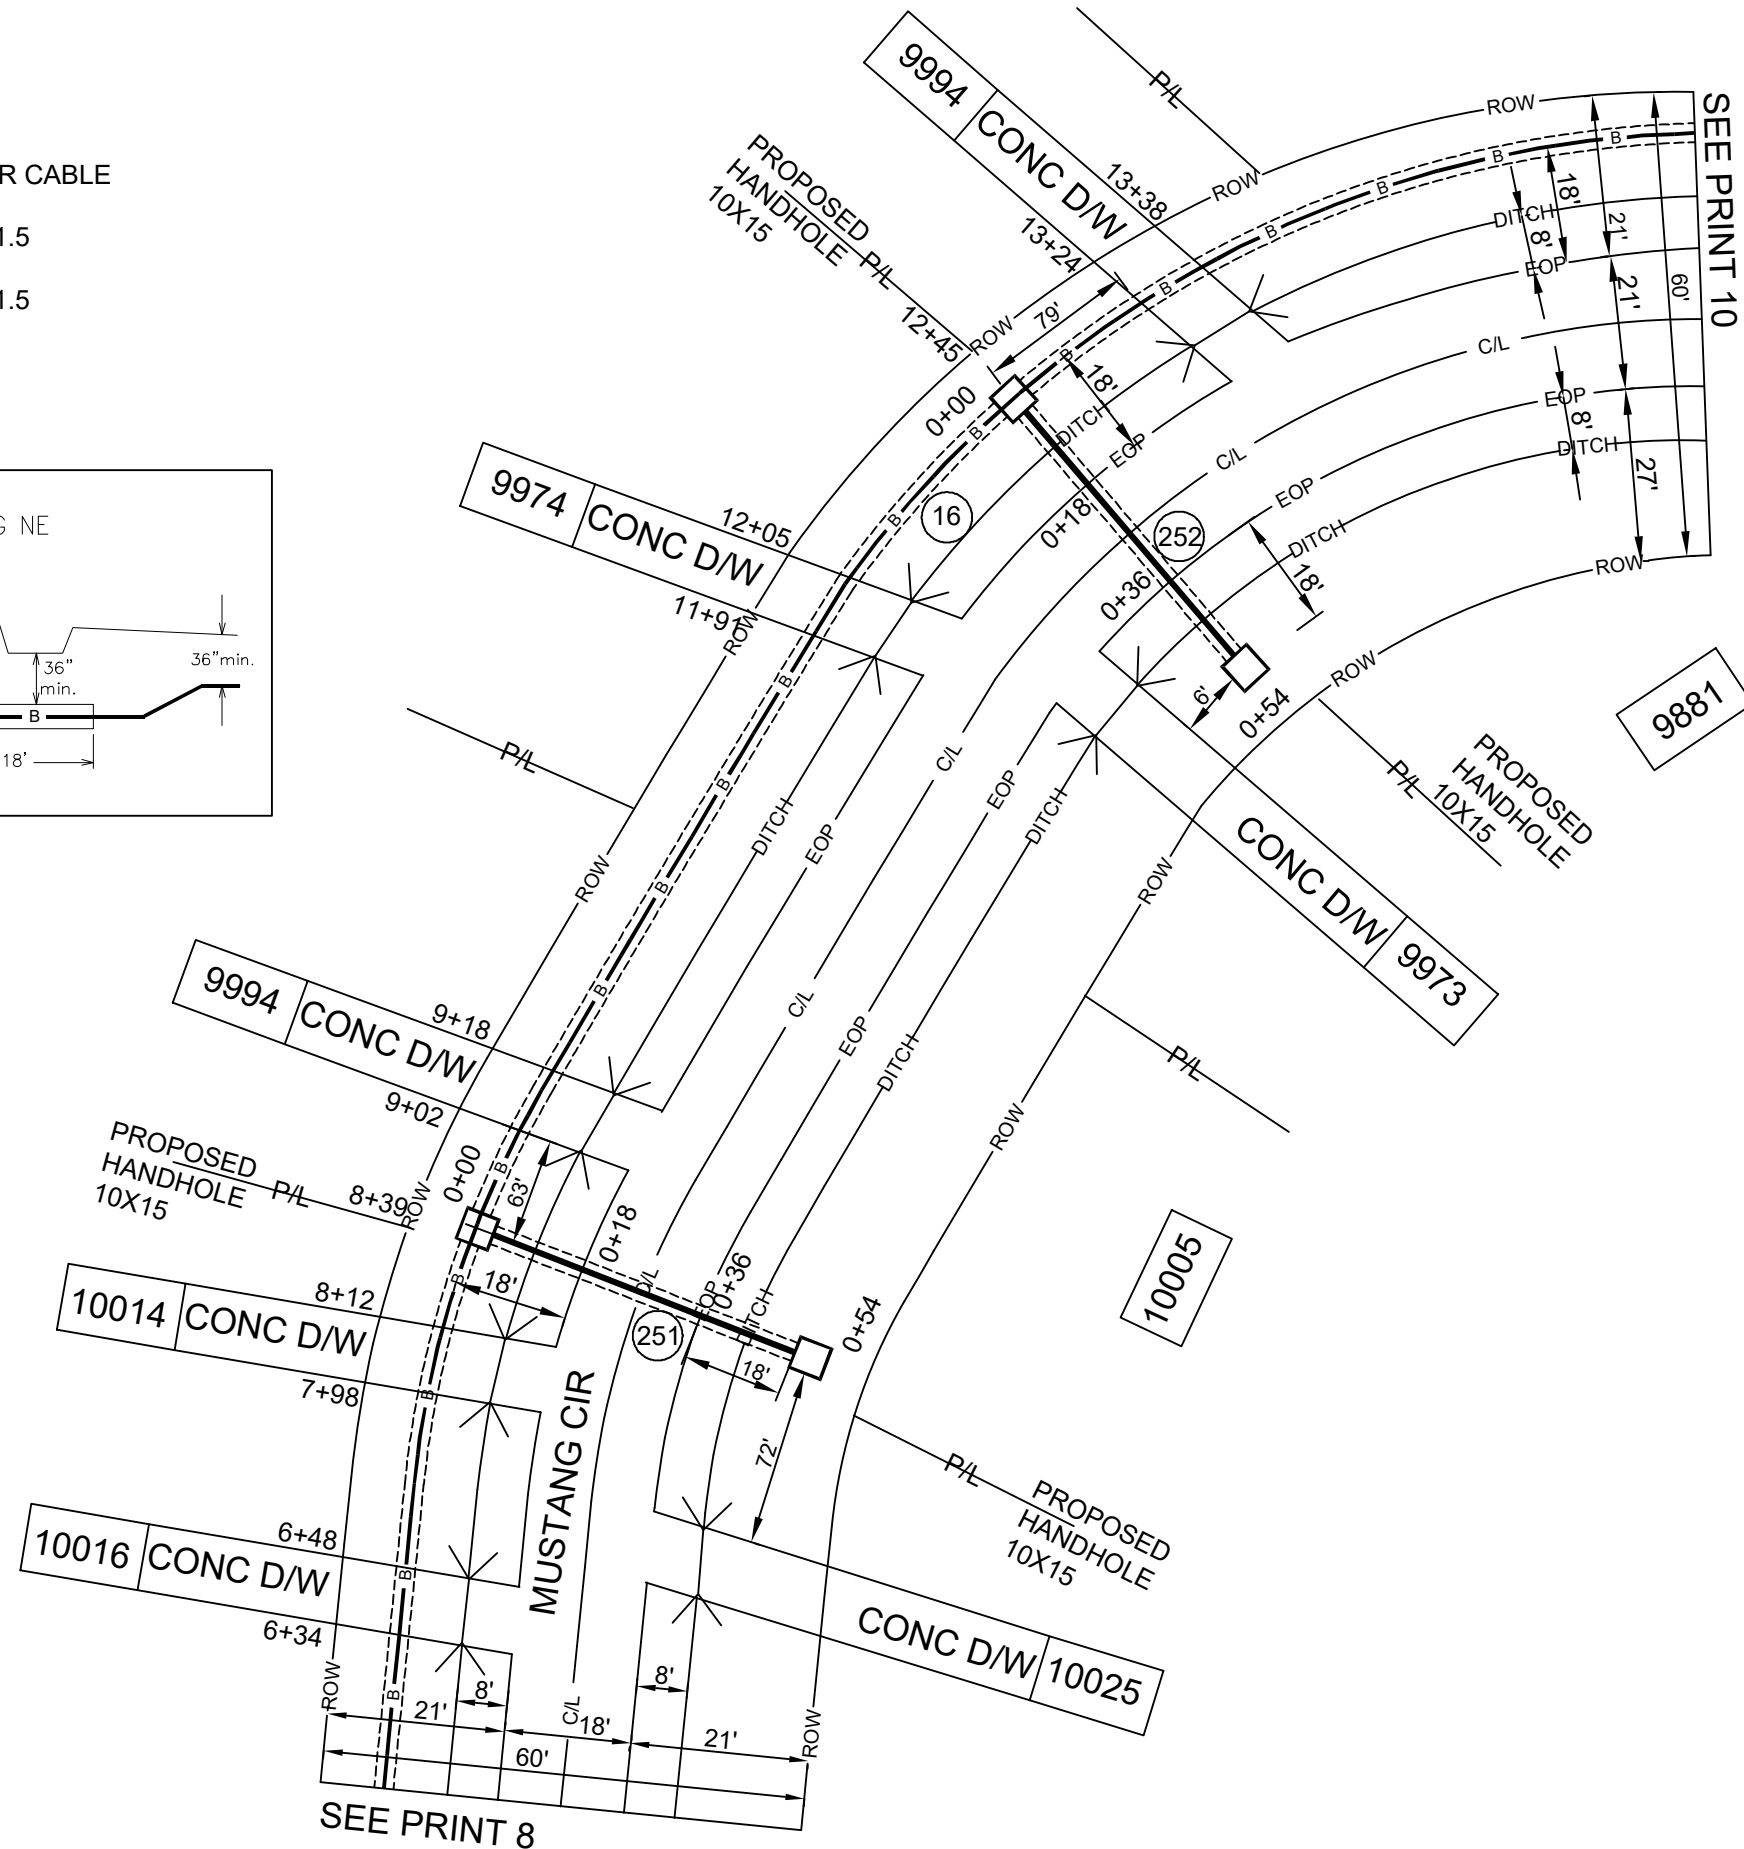 R CABLE
1.5
1.5
G NE
36"
min.
36"min.
B
18'
9994 CONC D/W
13+38
13+24
P/L
ROW
ROW
B
B
B
B
B
SEE PRINT 10
DITCH
EOP
C/L
EOP
DITCH
ROW
18'
8'
21'
21'
60'
8'
27'
PROPOSED
HANDHOLE
10X15
P/L
12+45
ROW
79'
0+00
B
B
18'
DITCH
EOP
C/L
EOP
DITCH
9974 CONC D/W
12+05
11+91
16
B
0+18
252
0+36
18'
ROW
6'
0+54
ROW
9881
P/L
PROPOSED
HANDHOLE
10X15
P/L
B
B
DITCH
EOP
C/L
EOP
DITCH
CONC D/W 9973
ROW
B
ROW
9994 CONC D/W
9+18
9+02
B
C/L
EOP
DITCH
P/L
ROW
PROPOSED
HANDHOLE
10X15
P/L
8+39
ROW
0+00
B
63'
0+18
0+36
0+54
10005
10014 CONC D/W
8+12
7+98
B
18'
C/L
EOP
DITCH
251
18'
72'
B
MUSTANG CIR
P/L
PROPOSED
HANDHOLE
10X15
10016 CONC D/W
6+48
6+34
B
CONC D/W 10025
ROW
B
8'
8'
21'
C/L
18'
21'
ROW
60'
SEE PRINT 8